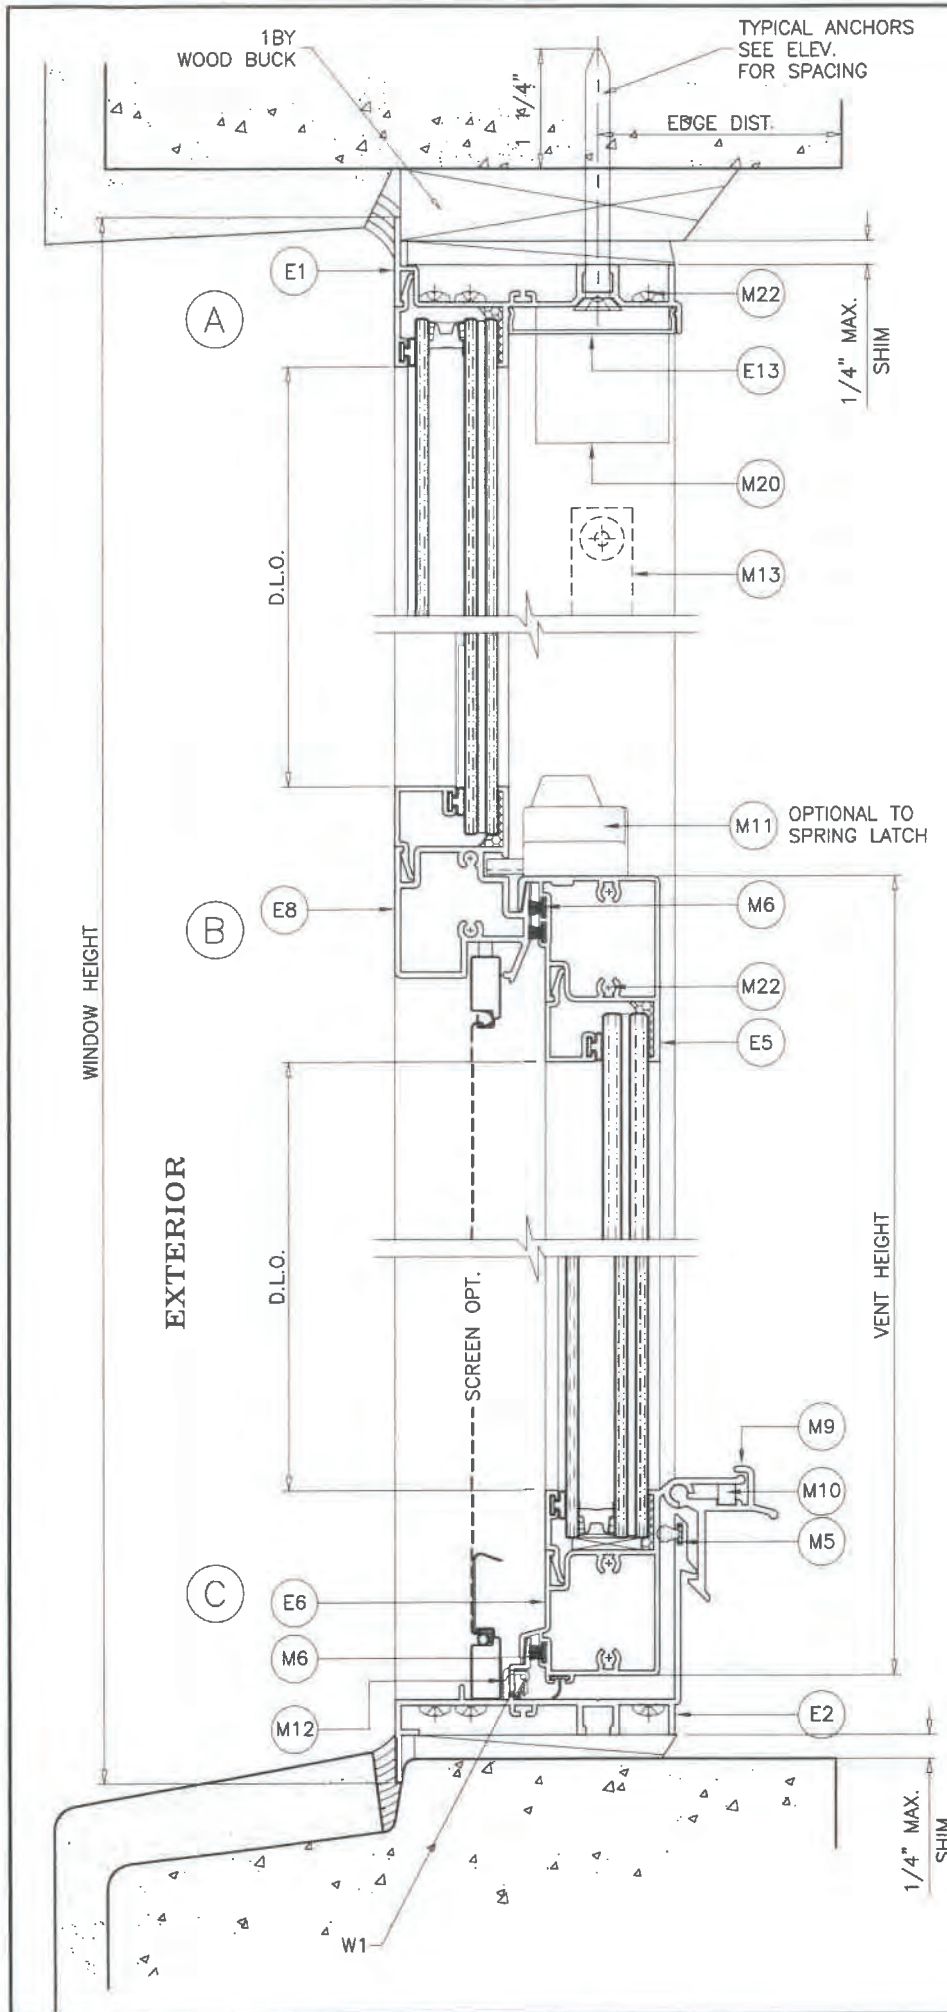 1BY
WOOD BUCK
TYPICAL ANCHORS
SEE ELEV.
FOR SPACING
1 1/4"
EDGE DIST.
E1
M22
A
1/4" MAX.
SHIM
E13
M20
D.L.O.
M13
M11
OPTIONAL TO
SPRING LATCH
E8
B
M6
M22
E5
WINDOW HEIGHT
EXTERIOR
D.L.O.
SCREEN OPT.
VENT HEIGHT
M9
M10
M5
C
E6
M6
M12
E2
1/4" MAX.
SHIM
W1